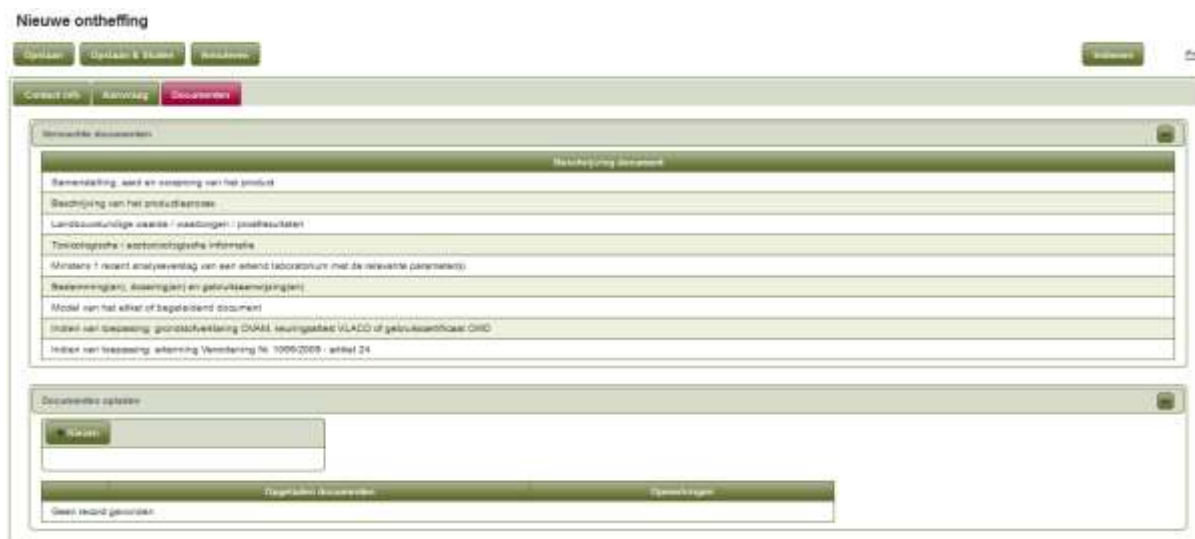 Nieuwe ontheffing
Opslaan Opslaan & Sluiten Annuleren Indienen
Contact info Aanvraag Documenten
Verwachte documenten
Beschrijving document
Samenstelling, aard en oorsprong van het product
Beschrijving van het productieproces
Landbouwkundige waarde / waarborgen / proefresultaten
Toxicologische / ecotoxicologische informatie
Minstens 1 recent analyseverslag van een erkend laboratorium met de relevante parameter(s)
Bestemming(en), dosering(en) en gebruiksaanwijzing(en)
Model van het etiket of begeleidend document
Indien van toepassing: grondstofverklaring OVAM, keuringsattest VLACO of gebruikscertificaat OWD
Indien van toepassing: erkenning Verordening Nr. 1069/2009 - artikel 24
Documenten opladen
Nieuw
Opgeladen documenten Opmerkingen
Geen record gevonden